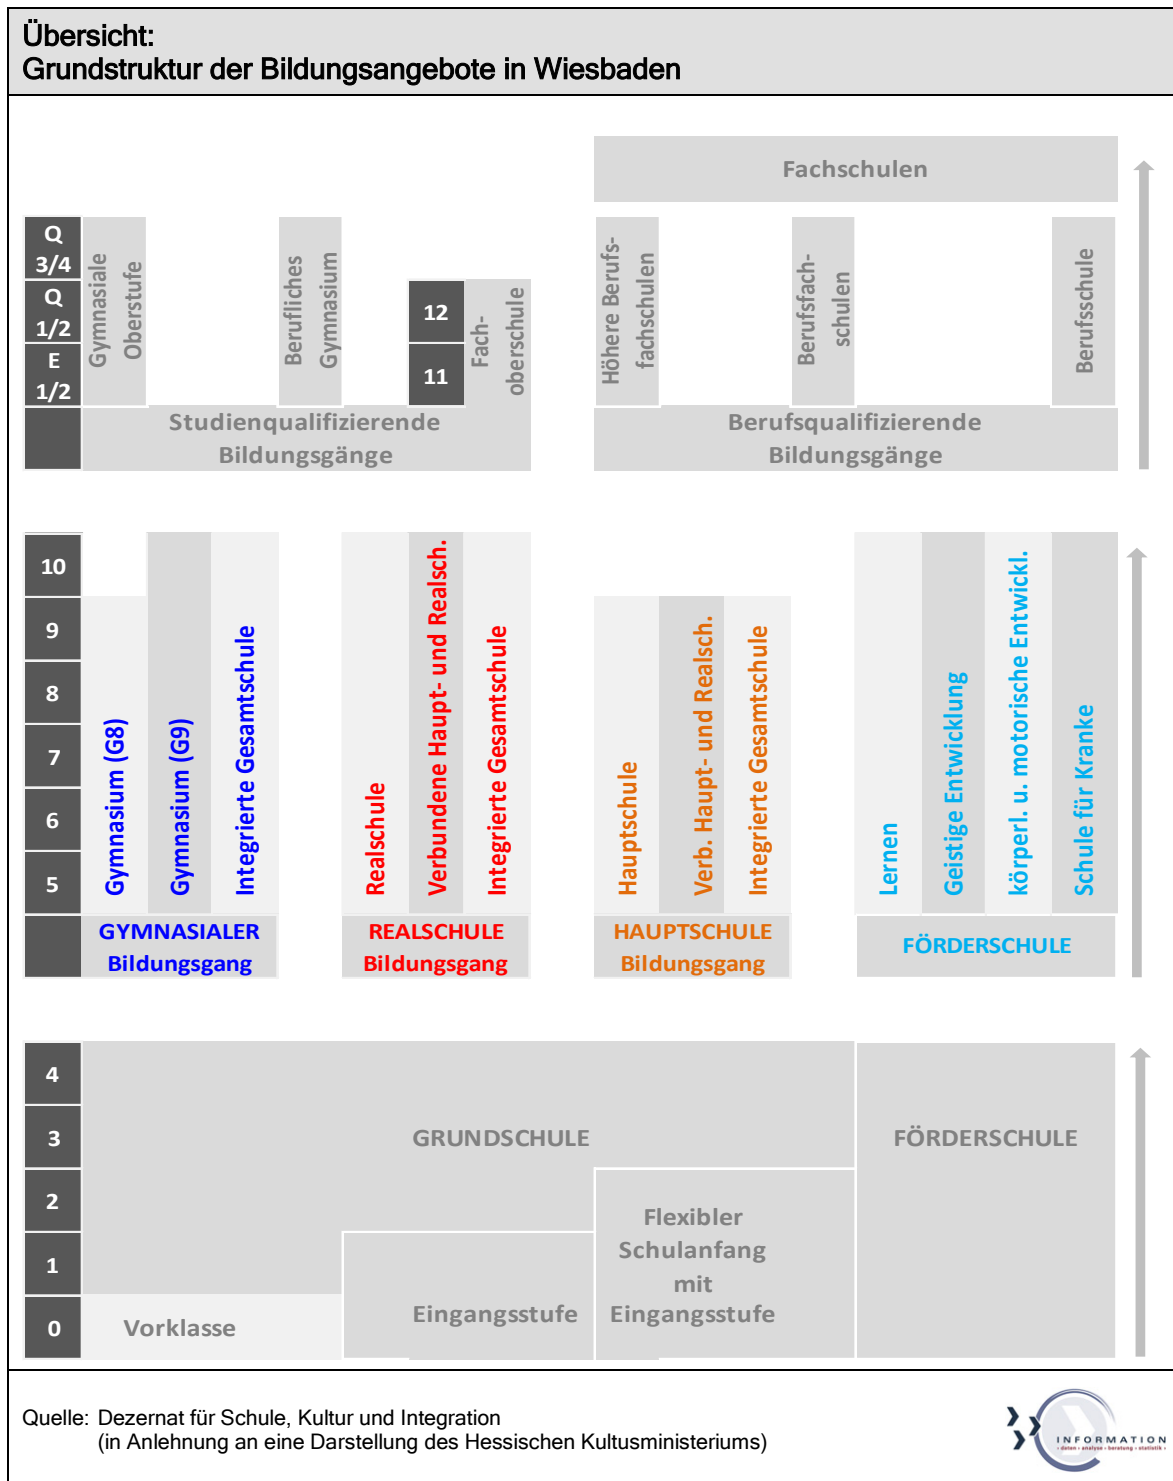 Übersicht:
Grundstruktur der Bildungsangebote in Wiesbaden
Fachschulen
Q
3/4
Q
1/2
E
1/2
Gymnasiale
Oberstufe
Berufliches
Gymnasium
12
11
Fach-
oberschule
Höhere Berufs-
fachschulen
Berufsfach-
schulen
Berufsschule
Studienqualifizierende
Bildungsgänge
Berufsqualifizierende
Bildungsgänge
10
9
8
7
6
5
Gymnasium (G8)
Gymnasium (G9)
Integrierte Gesamtschule
Realschule
Verbundene Haupt- und Realsch.
Integrierte Gesamtschule
Hauptschule
Verb. Haupt- und Realsch.
Integrierte Gesamtschule
Lernen
Geistige Entwicklung
körperl. u. motorische Entwickl.
Schule für Kranke
GYMNASIALER
Bildungsgang
REALSCHULE
Bildungsgang
HAUPTSCHULE
Bildungsgang
FÖRDERSCHULE
4
3
2
1
0
GRUNDSCHULE
FÖRDERSCHULE
Flexibler
Schulanfang
mit
Eingangsstufe
Eingangsstufe
Vorklasse
Quelle: Dezernat für Schule, Kultur und Integration
(in Anlehnung an eine Darstellung des Hessischen Kultusministeriums)
INFORMATION
• daten • analyse • beratung • statistik •